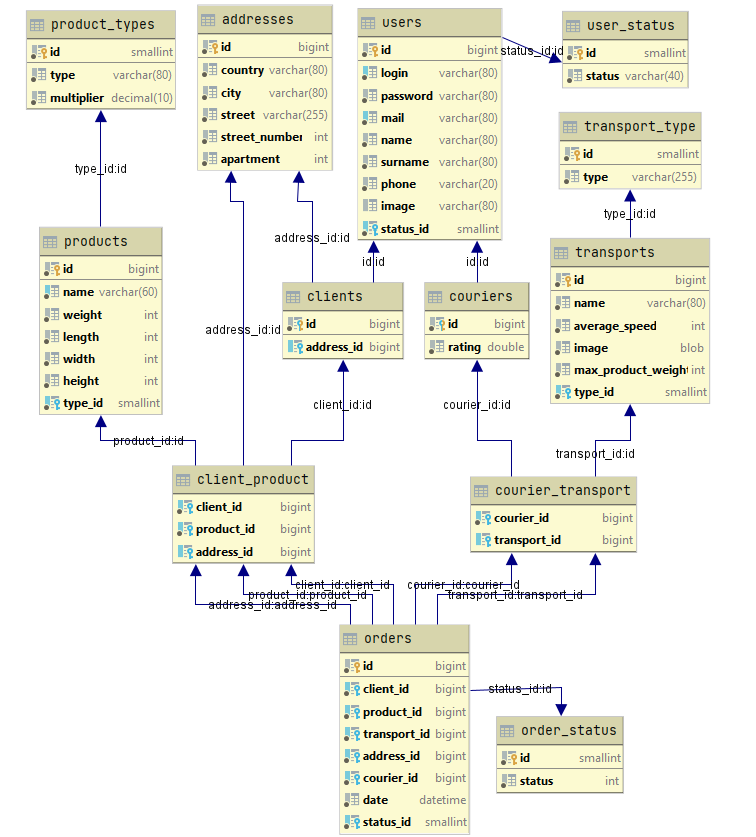 product_types
id smallint
type varchar(80)
multiplier decimal(10)
addresses
id bigint
country varchar(80)
city varchar(80)
street varchar(255)
street_number int
apartment int
users
id bigint
login varchar(80)
password varchar(80)
mail varchar(80)
name varchar(80)
surname varchar(80)
phone varchar(20)
image varchar(80)
status_id smallint
status_id:id
user_status
id smallint
status varchar(40)
transport_type
id smallint
type varchar(255)
type_id:id
type_id:id
address_id:id
id:id
id:id
products
id bigint
name varchar(60)
weight int
length int
width int
height int
type_id smallint
transports
id bigint
name varchar(80)
average_speed int
image blob
max_product_weight int
type_id smallint
clients
id bigint
address_id bigint
couriers
id bigint
rating double
address_id:id
client_id:id
courier_id:id
product_id:id
transport_id:id
client_product
client_id bigint
product_id bigint
address_id bigint
courier_transport
courier_id bigint
transport_id bigint
client_id:client_id
product_id:product_id
address_id:address_id
courier_id:courier_id
transport_id:transport_id
orders
id bigint
client_id bigint
product_id bigint
transport_id bigint
address_id bigint
courier_id bigint
date datetime
status_id smallint
status_id:id
order_status
id smallint
status int